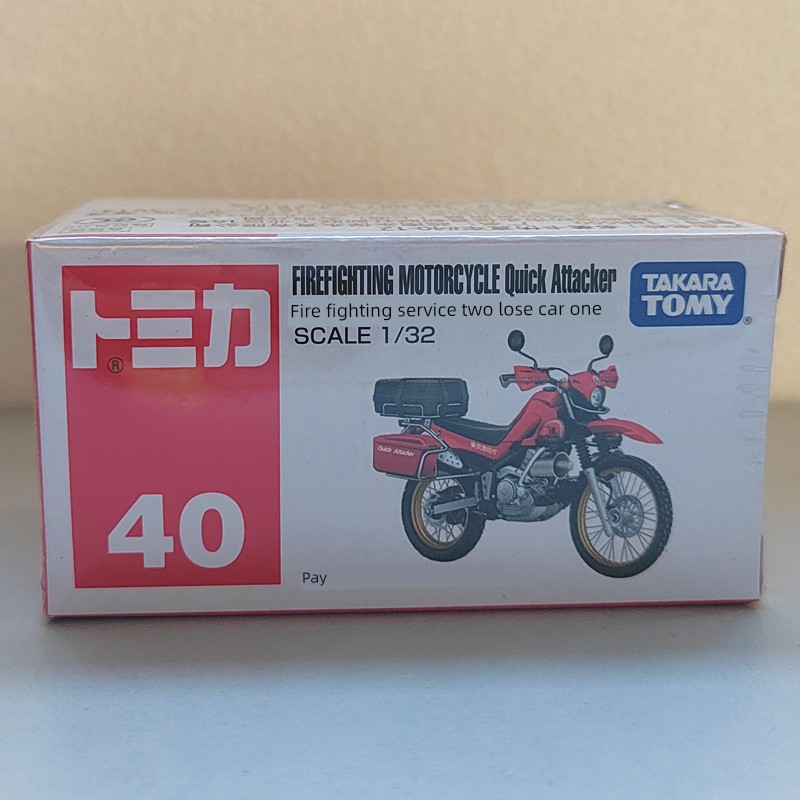 トミカ
®
40
FIREFIGHTING MOTORCYCLE Quick Attacker
Fire fighting service two lose car one
SCALE 1/32
TAKARA
TOMY
®
Quick Attacker
Pay